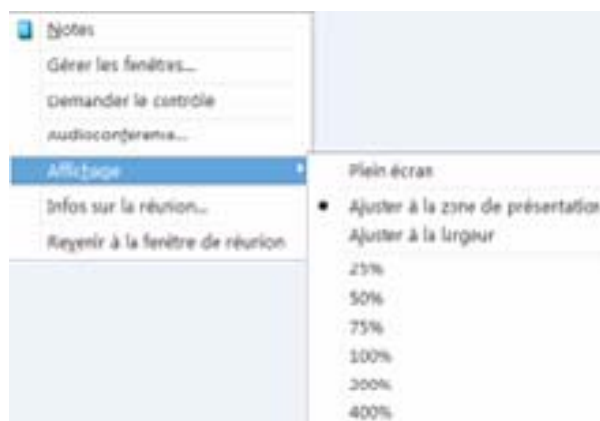 Notes
Gérer les fenêtres...
Demander le contrôle
Audioconférence...
Affichage
Infos sur la réunion...
Revenir à la fenêtre de réunion
Plein écran
Ajuster à la zone de présentation
Ajuster à la largeur
25%
50%
75%
100%
200%
400%